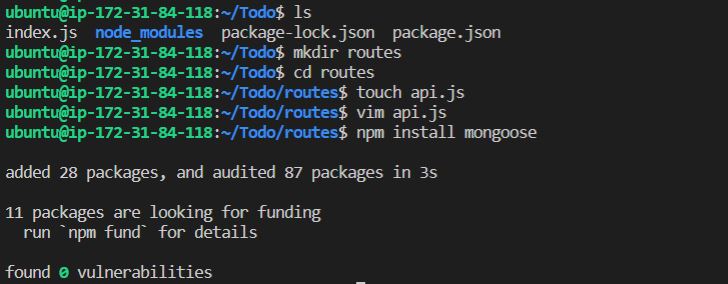 ubuntu@ip-172-31-84-118:~/Todo$ ls
index.js  node_modules  package-lock.json  package.json
ubuntu@ip-172-31-84-118:~/Todo$ mkdir routes
ubuntu@ip-172-31-84-118:~/Todo$ cd routes
ubuntu@ip-172-31-84-118:~/Todo/routes$ touch api.js
ubuntu@ip-172-31-84-118:~/Todo/routes$ vim api.js
ubuntu@ip-172-31-84-118:~/Todo/routes$ npm install mongoose
added 28 packages, and audited 87 packages in 3s
11 packages are looking for funding
  run `npm fund` for details
found 0 vulnerabilities